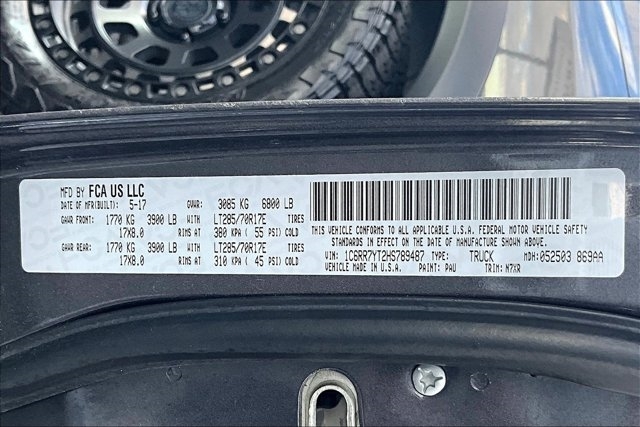 MFD BY FCA US LLC
DATE OF MFR(BUILT): 5-17 GVWR: 3085 KG 6800 LB
GAWR FRONT: 1770 KG 3900 LB WITH LT285/70R17E TIRES
17X8.0 RIMS AT 380 KPA ( 55 PSI) COLD
GAWR REAR: 1770 KG 3900 LB WITH LT285/70R17E TIRES
17X8.0 RIMS AT 310 KPA ( 45 PSI) COLD
THIS VEHICLE CONFORMS TO ALL APPLICABLE U.S.A. FEDERAL MOTOR VEHICLE SAFETY
STANDARDS IN EFFECT ON THE DATE OF MANUFACTURE SHOWN ABOVE.
VIN: 1C6RR7YT2HS789487 TYPE: TRUCK MDH: 052503 869AA
VEHICLE MADE IN U.S.A. PAINT: PAU TRIM: N7XR